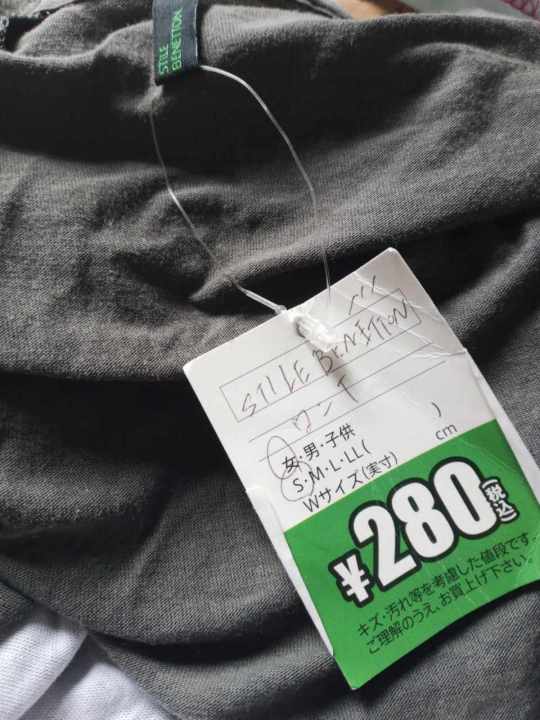 STILE
BENETTON
STILE BENETTON
ワンT
女・男・子供
S・M・L・LL( )
Wサイズ(実寸) cm
¥280(税込)
キズ・汚れ等を考慮した値段です。
ご理解のうえ、お買上げ下さい。